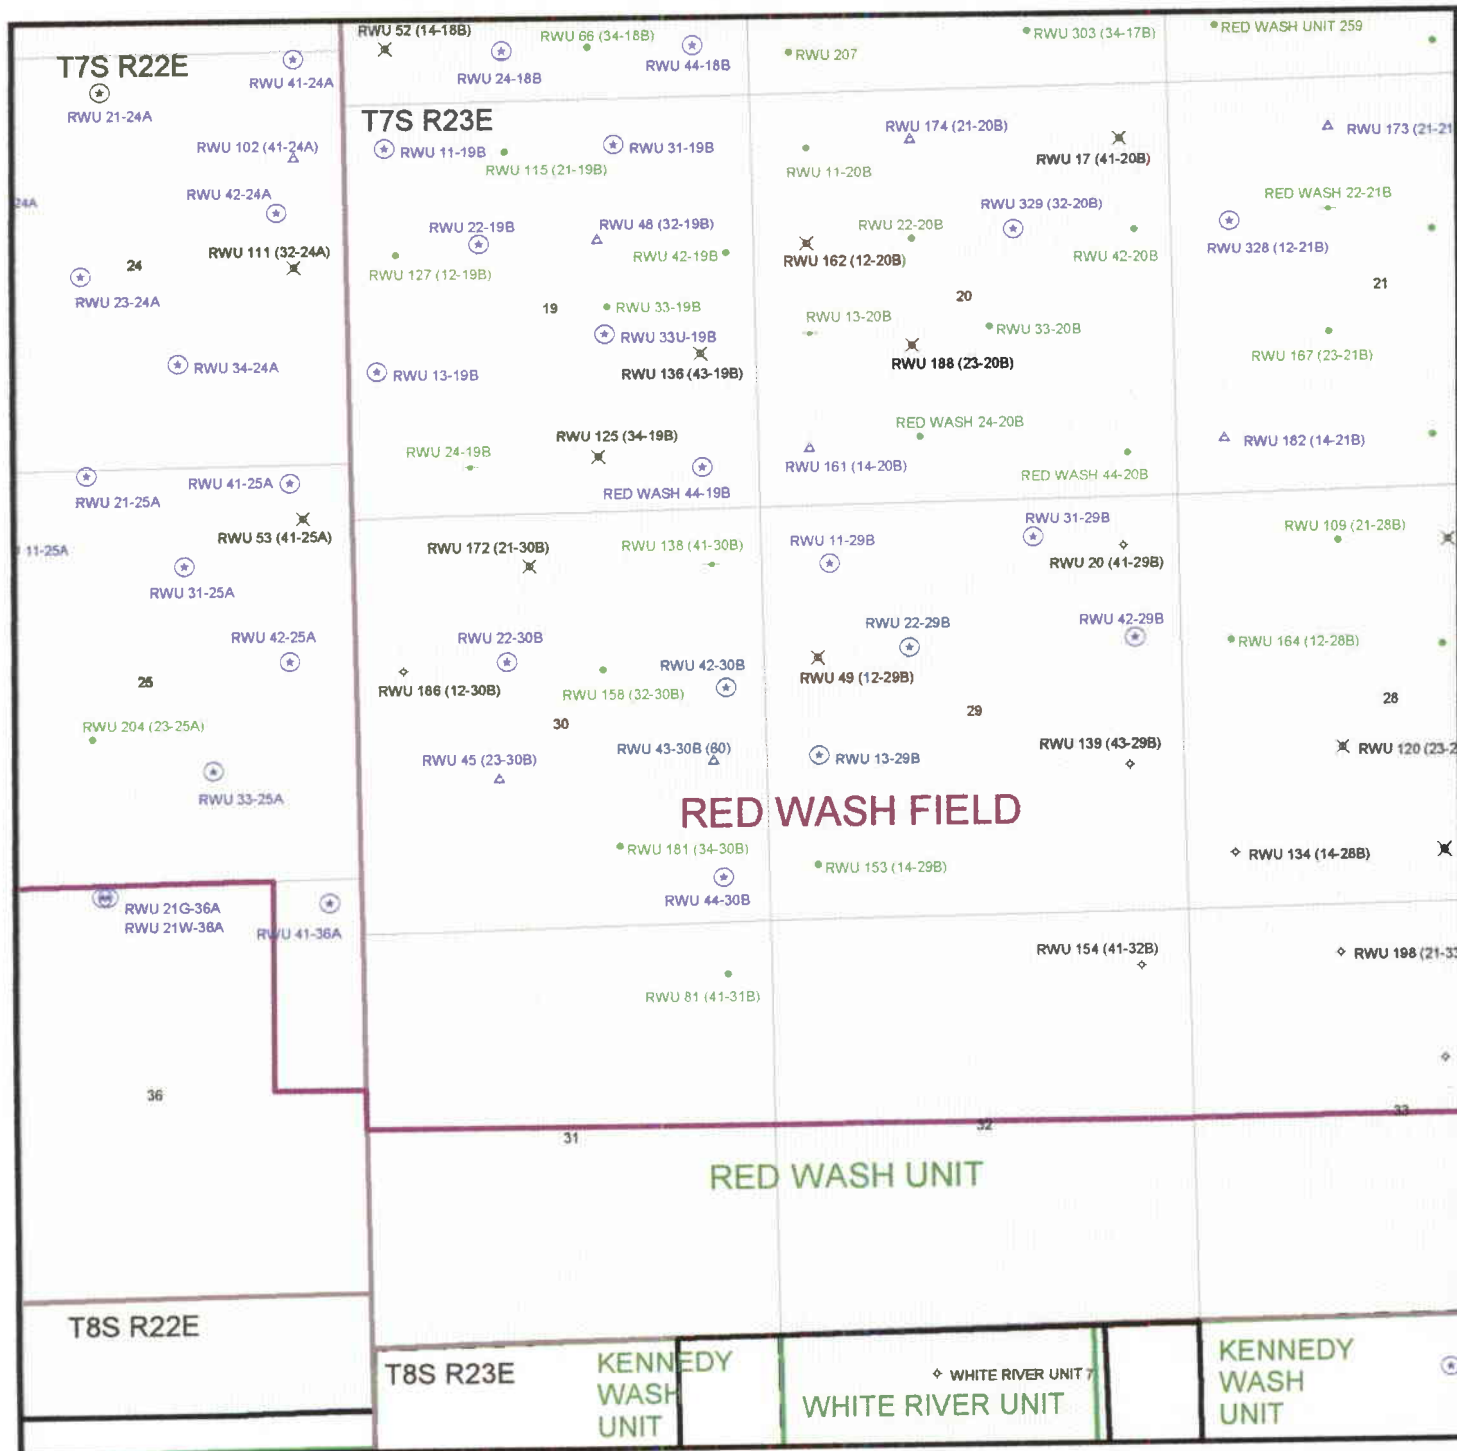 RWU 52 (14-18B)
RWU 66 (34-18B)
RWU 303 (34-17B)
RED WASH UNIT 259
T7S R22E
RWU 41-24A
RWU 24-18B
RWU 44-18B
RWU 207
RWU 21-24A
T7S R23E
RWU 174 (21-20B)
RWU 173 (21-21
RWU 102 (41-24A)
RWU 11-19B
RWU 115 (21-19B)
RWU 31-19B
RWU 11-20B
RWU 17 (41-20B)
24A
RWU 42-24A
RWU 22-19B
RWU 48 (32-19B)
RWU 22-20B
RWU 329 (32-20B)
RED WASH 22-21B
RWU 111 (32-24A)
RWU 127 (12-19B)
RWU 42-19B
RWU 162 (12-20B)
RWU 42-20B
RWU 328 (12-21B)
24
RWU 23-24A
19
RWU 33-19B
20
21
RWU 33U-19B
RWU 13-20B
RWU 33-20B
RWU 34-24A
RWU 13-19B
RWU 136 (43-19B)
RWU 188 (23-20B)
RWU 167 (23-21B)
RWU 24-19B
RWU 125 (34-19B)
RED WASH 24-20B
RWU 182 (14-21B)
RWU 21-25A
RWU 41-25A
RED WASH 44-19B
RWU 161 (14-20B)
RED WASH 44-20B
11-25A
RWU 53 (41-25A)
RWU 172 (21-30B)
RWU 138 (41-30B)
RWU 11-29B
RWU 31-29B
RWU 109 (21-28B)
RWU 20 (41-29B)
RWU 31-25A
RWU 42-25A
RWU 22-30B
RWU 42-30B
RWU 22-29B
RWU 42-29B
RWU 164 (12-28B)
25
RWU 186 (12-30B)
RWU 158 (32-30B)
RWU 49 (12-29B)
RWU 204 (23-25A)
30
29
28
RWU 45 (23-30B)
RWU 43-30B (80)
RWU 13-29B
RWU 139 (43-29B)
RWU 120 (23-2
RWU 33-25A
RED WASH FIELD
RWU 181 (34-30B)
RWU 153 (14-29B)
RWU 134 (14-28B)
RWU 44-30B
RWU 21G-36A
RWU 21W-36A
RWU 41-36A
RWU 154 (41-32B)
RWU 198 (21-33
RWU 81 (41-31B)
36
31
32
33
RED WASH UNIT
T8S R22E
T8S R23E
KENNEDY
WASH
UNIT
WHITE RIVER UNIT 7
WHITE RIVER UNIT
KENNEDY
WASH
UNIT